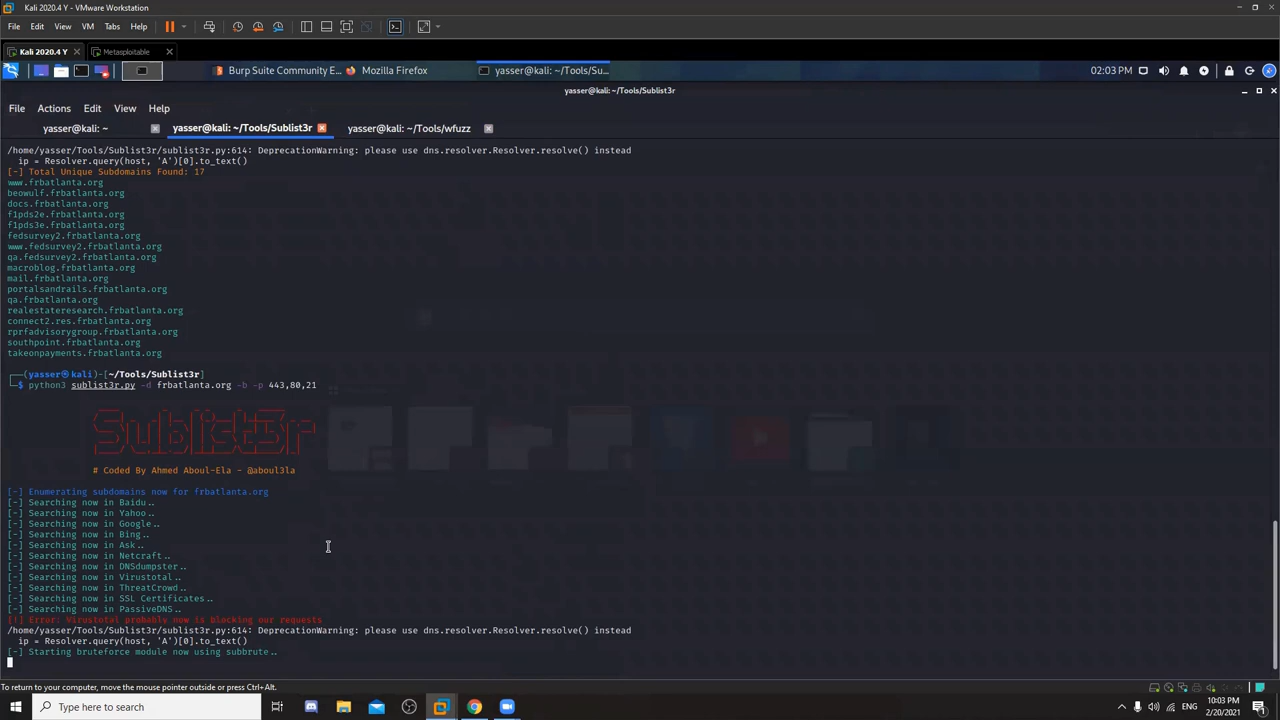 Kali 2020.4 Y - VMware Workstation
File Edit View VM Tabs Help
Kali 2020.4 Y Metasploitable
Burp Suite Community E... Mozilla Firefox yasser@kali: ~/Tools/Su... 02:03 PM
yasser@kali: ~/Tools/Sublist3r
File Actions Edit View Help
yasser@kali: ~ yasser@kali: ~/Tools/Sublist3r yasser@kali: ~/Tools/wfuzz
/home/yasser/Tools/Sublist3r/sublist3r.py:614: DeprecationWarning: please use dns.resolver.Resolver.resolve() instead
ip = Resolver.query(host, 'A')[0].to_text()
[-] Total Unique Subdomains Found: 17
www.frbatlanta.org
beowulf.frbatlanta.org
docs.frbatlanta.org
f1pds2e.frbatlanta.org
f1pds3e.frbatlanta.org
fedsurvey2.frbatlanta.org
www.fedsurvey2.frbatlanta.org
qa.fedsurvey2.frbatlanta.org
macroblog.frbatlanta.org
mail.frbatlanta.org
portalsandrails.frbatlanta.org
qa.frbatlanta.org
realestateresearch.frbatlanta.org
connect2.res.frbatlanta.org
rprfadvisorygroup.frbatlanta.org
southpoint.frbatlanta.org
takeonpayments.frbatlanta.org
┌──(yasser㉿kali)-[~/Tools/Sublist3r]
└─$ python3 sublist3r.py -d frbatlanta.org -b -p 443,80,21
Sublist3r
# Coded By Ahmed Aboul-Ela - @aboul3la
[-] Enumerating subdomains now for frbatlanta.org
[-] Searching now in Baidu..
[-] Searching now in Yahoo..
[-] Searching now in Google..
[-] Searching now in Bing..
[-] Searching now in Ask..
[-] Searching now in Netcraft..
[-] Searching now in DNSdumpster..
[-] Searching now in Virustotal..
[-] Searching now in ThreatCrowd..
[-] Searching now in SSL Certificates..
[-] Searching now in PassiveDNS..
[!] Error: Virustotal probably now is blocking our requests
/home/yasser/Tools/Sublist3r/sublist3r.py:614: DeprecationWarning: please use dns.resolver.Resolver.resolve() instead
ip = Resolver.query(host, 'A')[0].to_text()
[-] Starting bruteforce module now using subbrute..
To return to your computer, move the mouse pointer outside or press Ctrl+Alt.
Type here to search
ENG
10:03 PM
2/20/2021